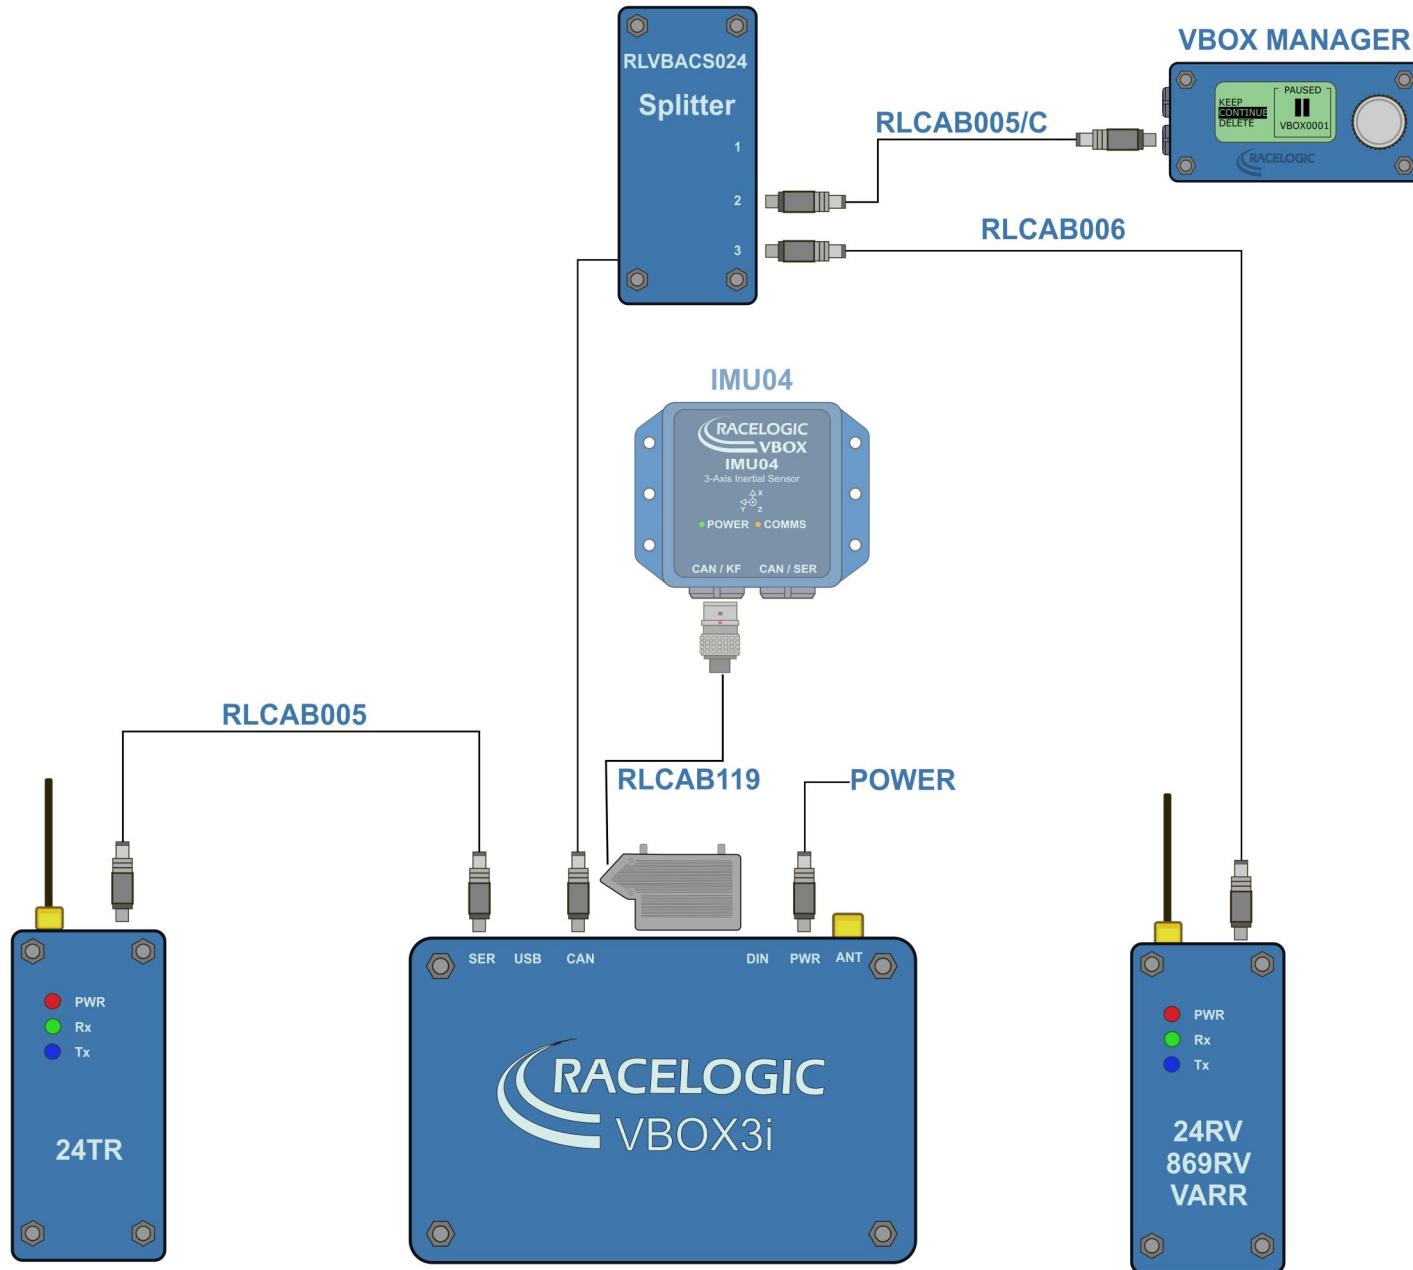 RLVBACS024
Splitter
1
2
3
VBOX MANAGER
KEEP
CONTINUE
DELETE
PAUSED
VBOX0001
RACELOGIC
RLCAB005/C
RLCAB006
IMU04
RACELOGIC
VBOX
IMU04
3-Axis Inertial Sensor
X
Y Z
POWER COMMS
CAN / KF CAN / SER
RLCAB005
RLCAB119
POWER
PWR
Rx
Tx
24TR
SER USB CAN DIN PWR ANT
RACELOGIC
VBOX3i
PWR
Rx
Tx
24RV
869RV
VARR